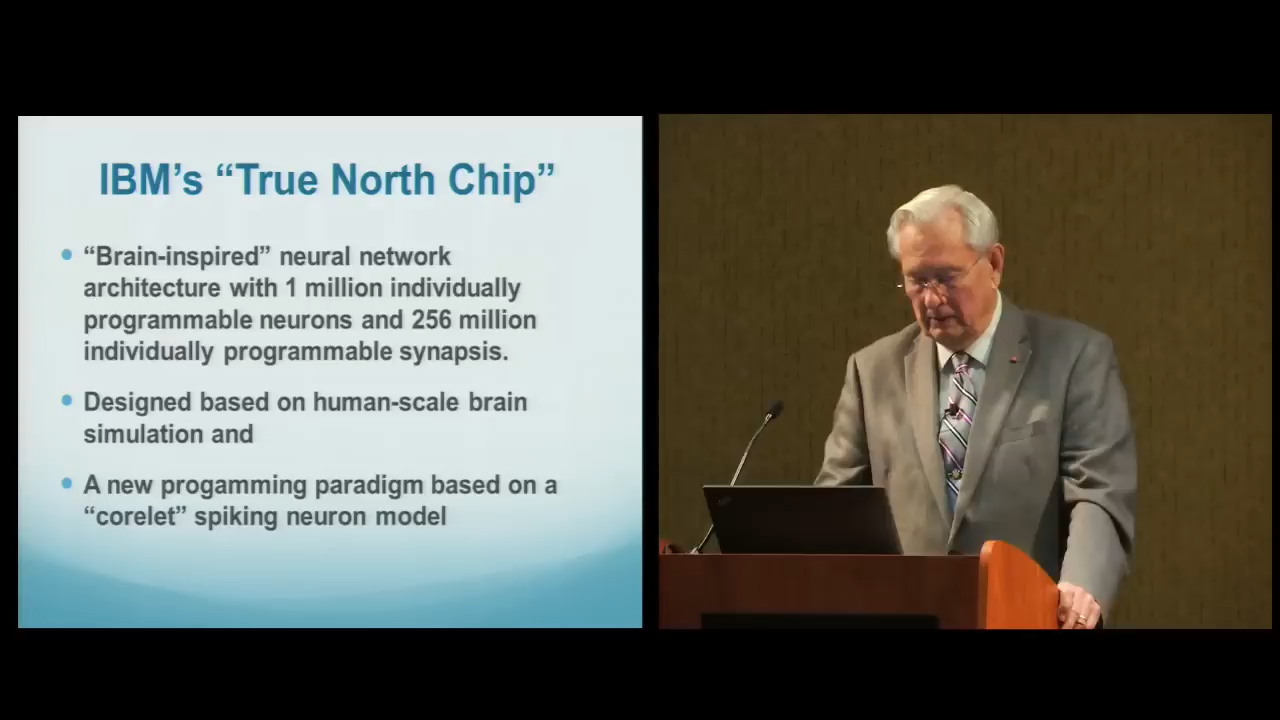 IBM’s “True North Chip”
“Brain-inspired” neural network
architecture with 1 million individually
programmable neurons and 256 million
individually programmable synapsis.
Designed based on human-scale brain
simulation and
A new progamming paradigm based on a
“corelet” spiking neuron model